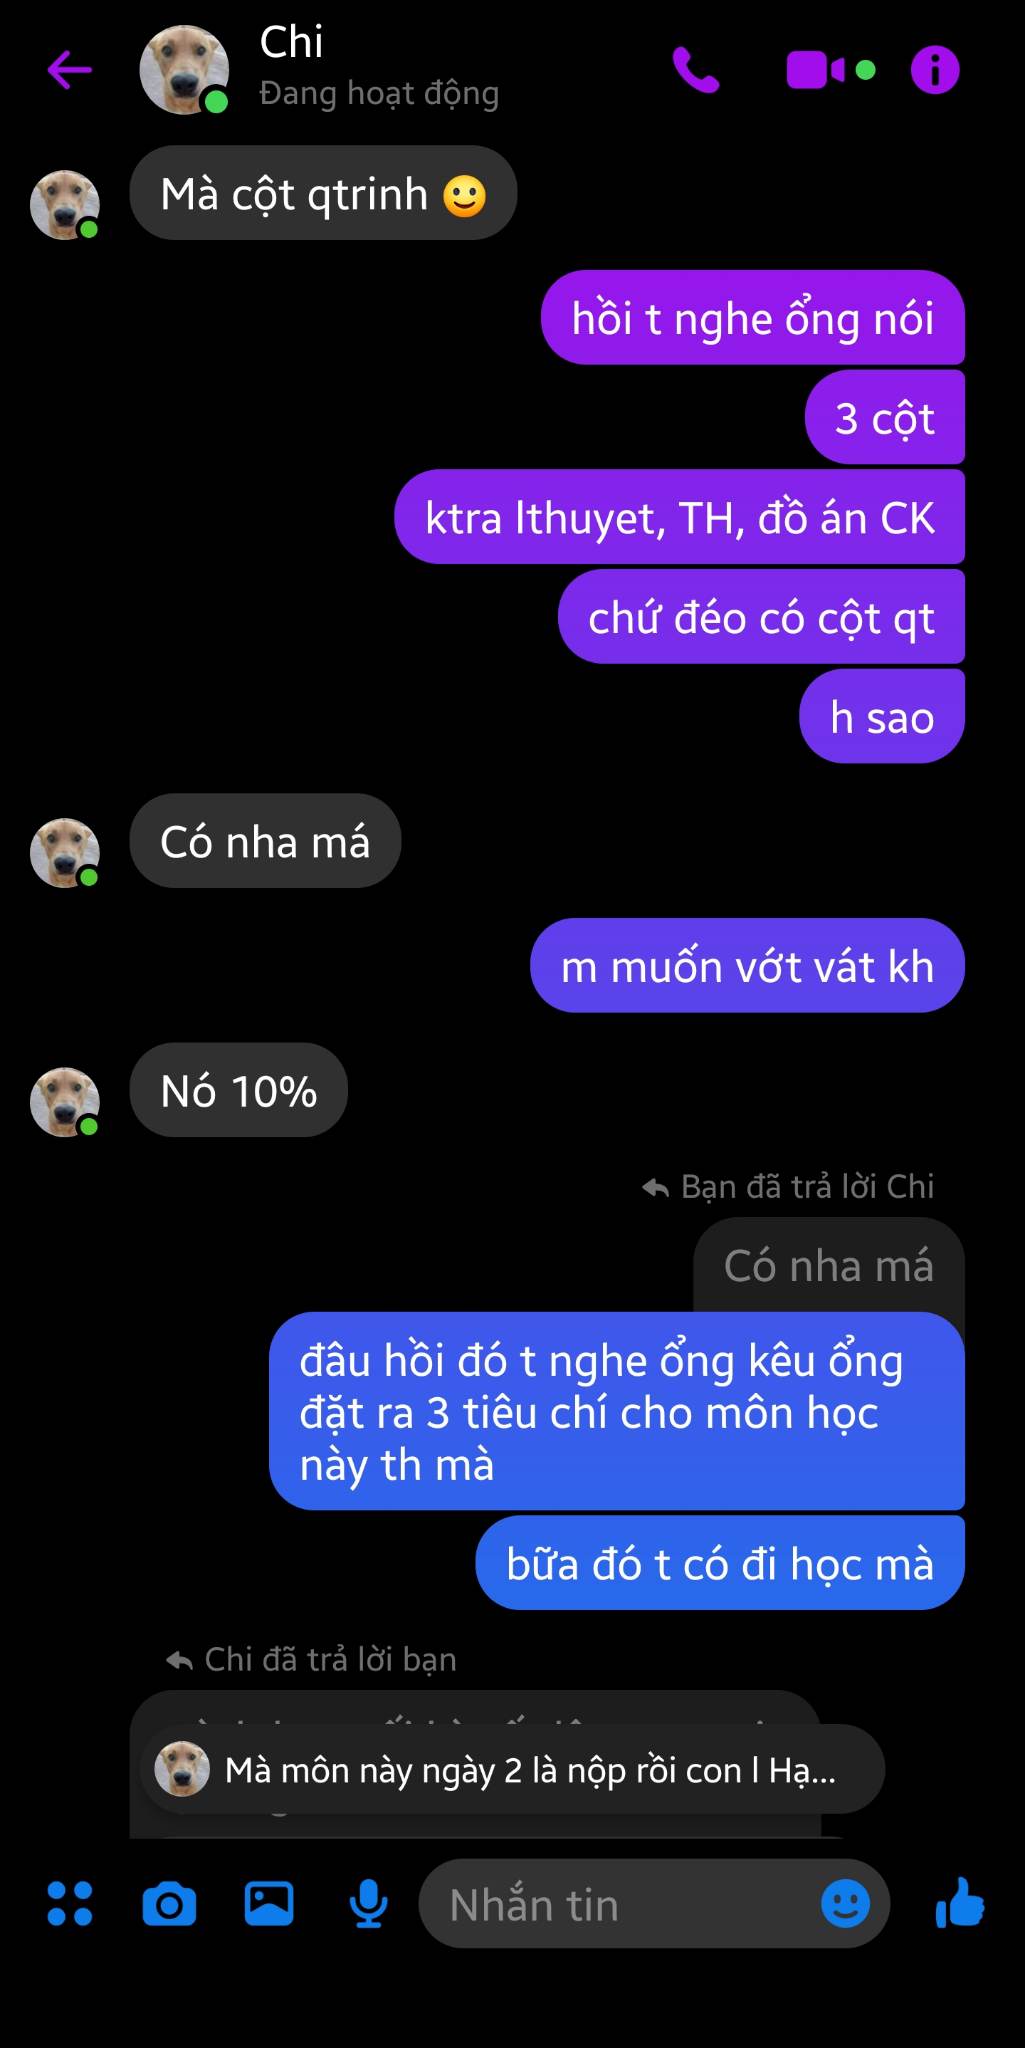 Chi
Đang hoạt động
Mà cột qtrinh 🙂
hồi t nghe ổng nói
3 cột
ktra lthuyet, TH, đồ án CK
chứ đéo có cột qt
h sao
Có nha má
m muốn vớt vát kh
Nó 10%
Bạn đã trả lời Chi
Có nha má
đâu hồi đó t nghe ổng kêu ổng
đặt ra 3 tiêu chí cho môn học
này th mà
bữa đó t có đi học mà
Chi đã trả lời bạn
Mà môn này ngày 2 là nộp rồi con l Hạ...
Nhắn tin